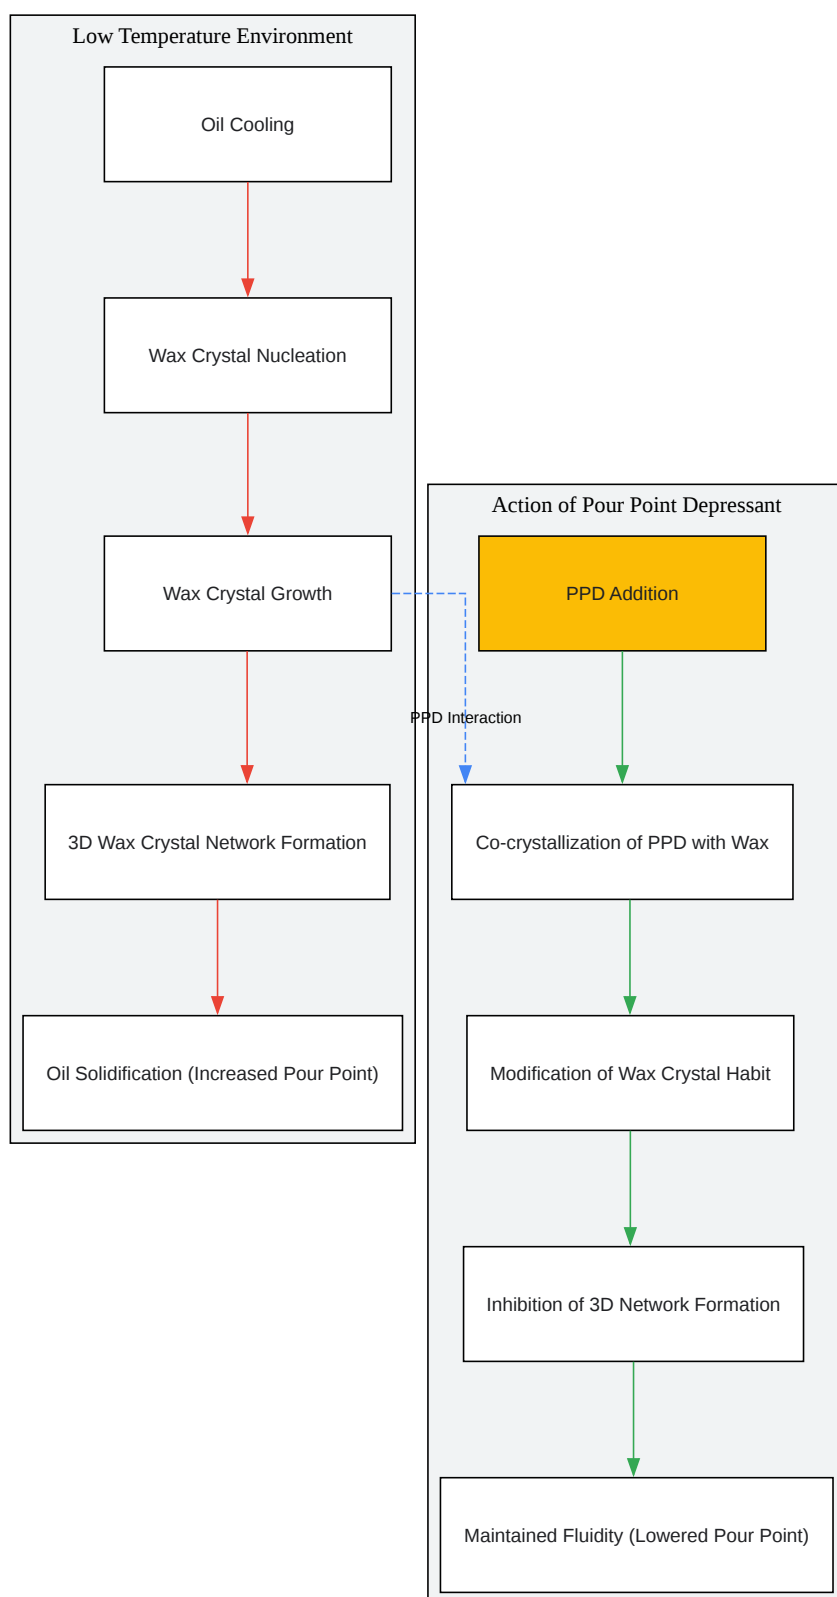 Low Temperature Environment
Oil Cooling
Wax Crystal Nucleation
Wax Crystal Growth
3D Wax Crystal Network Formation
Oil Solidification (Increased Pour Point)
PPD Interaction
Action of Pour Point Depressant
PPD Addition
Co-crystallization of PPD with Wax
Modification of Wax Crystal Habit
Inhibition of 3D Network Formation
Maintained Fluidity (Lowered Pour Point)